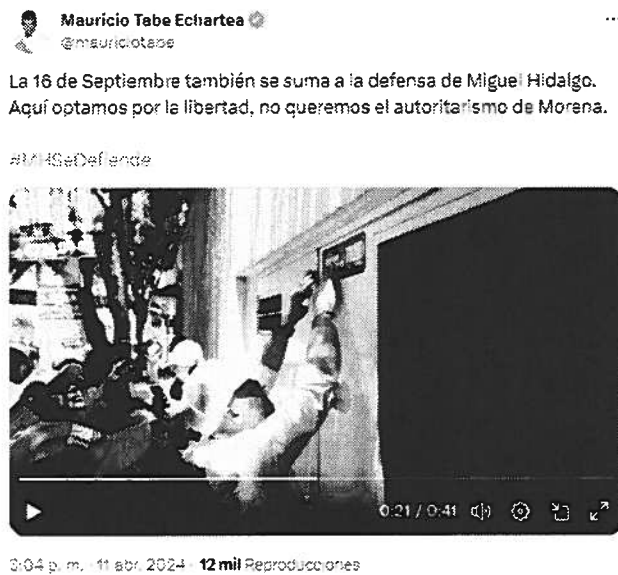 Mauricio Tabe Echartea
@mauriciotabe
La 16 de Septiembre también se suma a la defensa de Miguel Hidalgo.
Aquí optamos por la libertad, no queremos el autoritarismo de Morena.
#MHSeDefiende
0:21 / 0:41
3:04 p. m. · 11 abr. 2024 · 12 mil Reproducciones